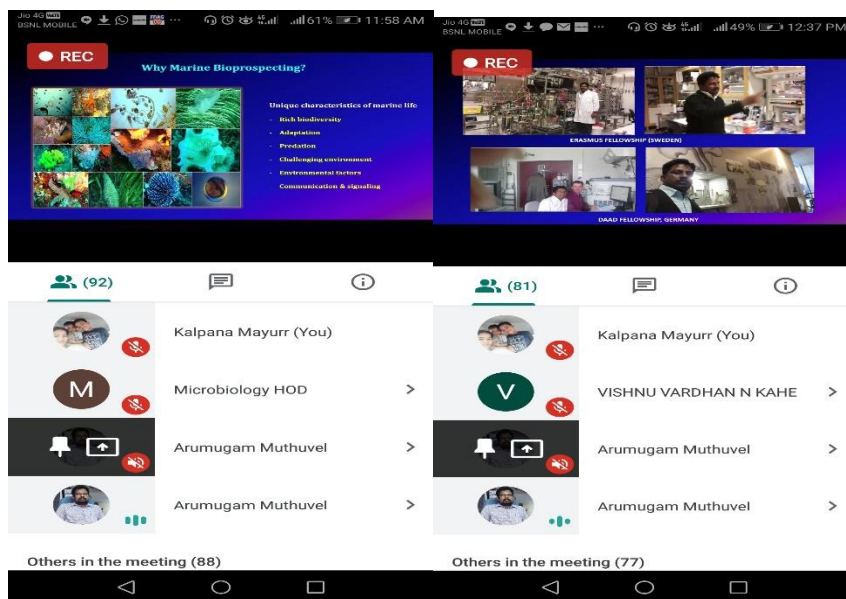 Jio 4G VoLTE
BSNL MOBILE
61% 11:58 AM
REC
Why Marine Bioprospecting?
Unique characteristics of marine life
- Rich biodiversity
- Adaptation
- Predation
- Challenging environment
- Environmental factors
Communication & signaling
(92)
Kalpana Mayurr (You)
M
Microbiology HOD
Arumugam Muthuvel
Arumugam Muthuvel
Others in the meeting (88)
Jio 4G VoLTE
BSNL MOBILE
49% 12:37 PM
REC
ERASMUS FELLOWSHIP (SWEDEN)
DAAD FELLOWSHIP, GERMANY
(81)
Kalpana Mayurr (You)
V
VISHNU VARDHAN N KAHE
Arumugam Muthuvel
Arumugam Muthuvel
Others in the meeting (77)